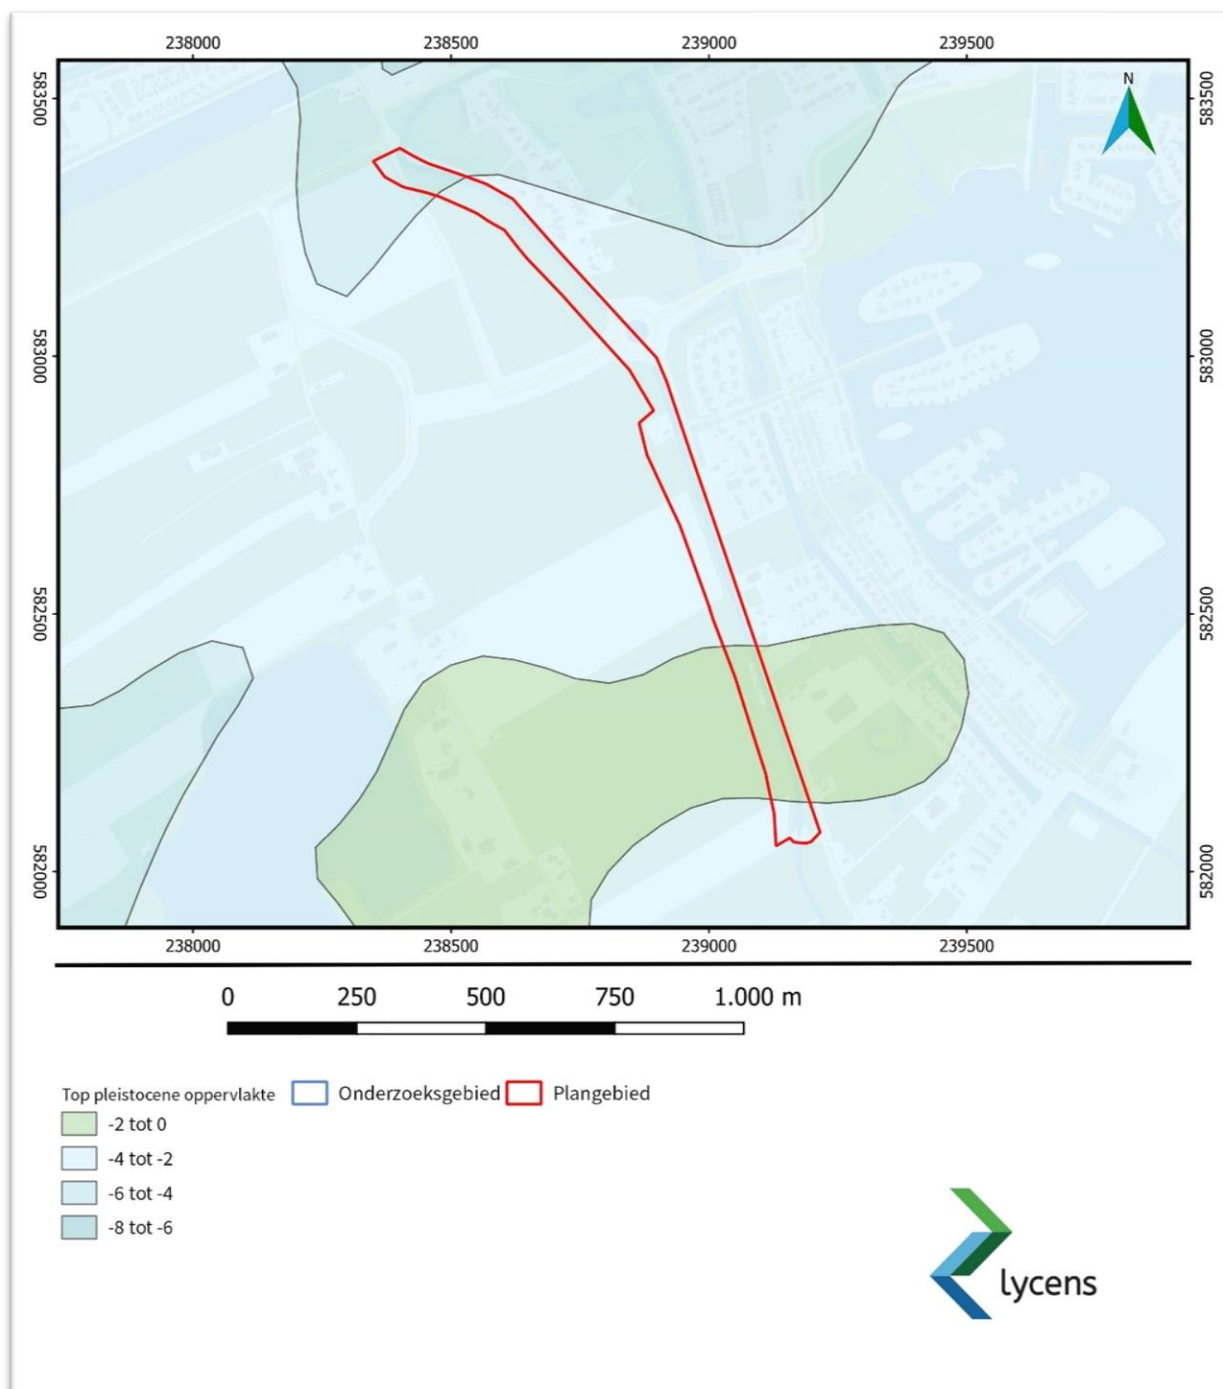 238000 238500 239000 239500
N
583500 583500
583000 583000
582500 582500
582000 582000
238000 238500 239000 239500
0 250 500 750 1.000 m
Top pleistocene oppervlakte Onderzoeksgebied Plangebied
-2 tot 0
-4 tot -2
-6 tot -4
-8 tot -6
lycens